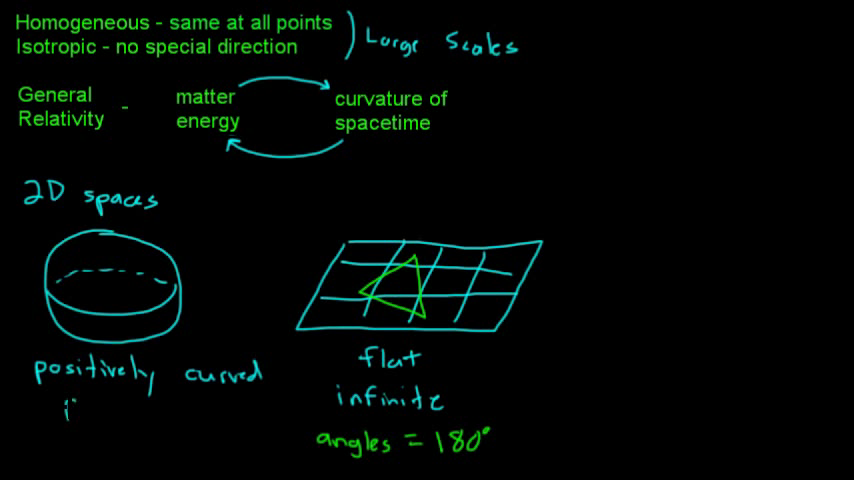 Homogeneous - same at all points
Isotropic - no special direction
Large Scales
General
Relativity -
matter
energy
curvature of
spacetime
2D spaces
positively curved
flat
infinite
angles = 180°